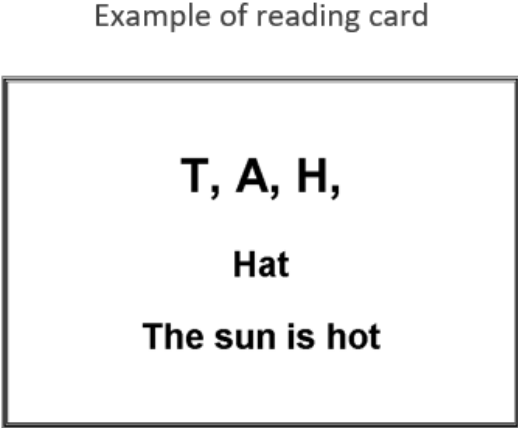 Example of reading card
T, A, H,
Hat
The sun is hot